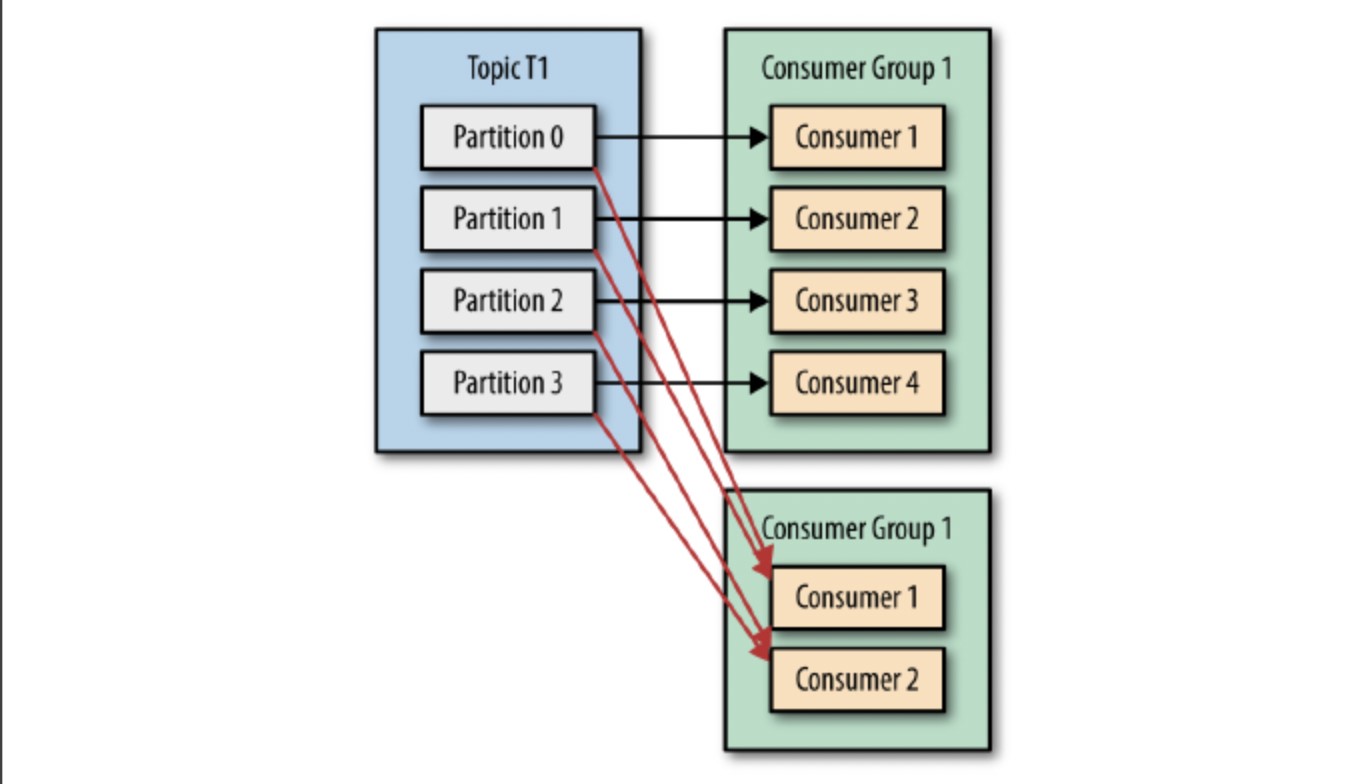 Topic T1
Partition 0
Partition 1
Partition 2
Partition 3
Consumer Group 1
Consumer 1
Consumer 2
Consumer 3
Consumer 4
Consumer Group 1
Consumer 1
Consumer 2